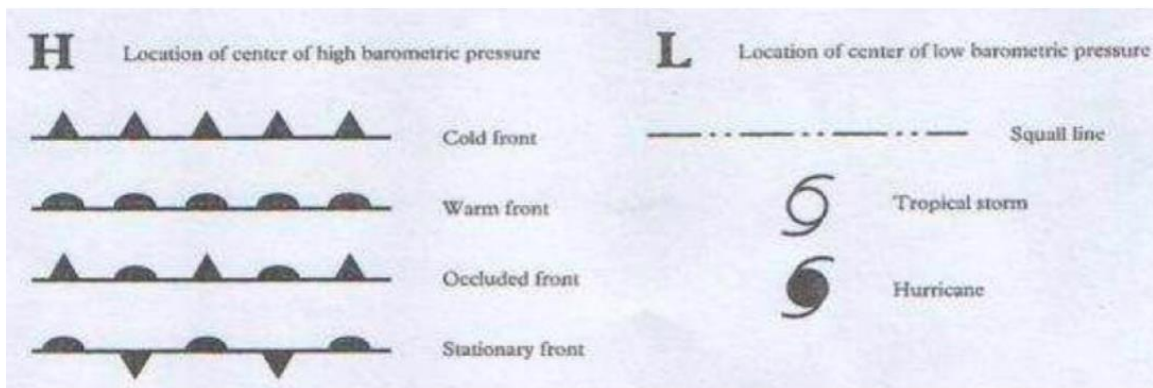 H Location of center of high barometric pressure
Cold front
Warm front
Occluded front
Stationary front
L Location of center of low barometric pressure
Squall line
Tropical storm
Hurricane